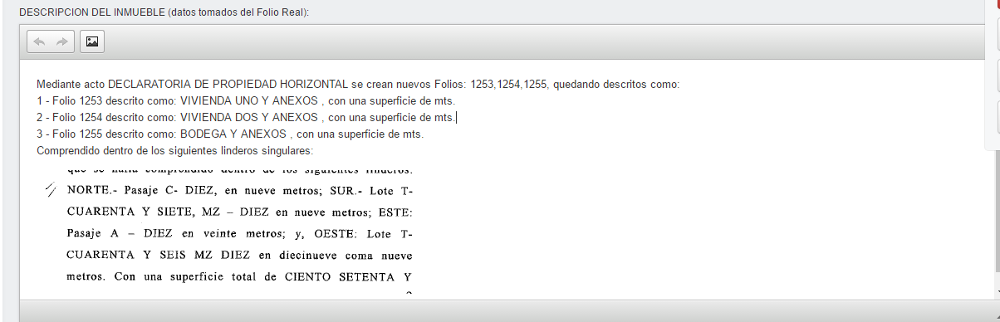 DESCRIPCION DEL INMUEBLE (datos tomados del Folio Real):
Mediante acto DECLARATORIA DE PROPIEDAD HORIZONTAL se crean nuevos Folios: 1253,1254,1255, quedando descritos como:
1 - Folio 1253 descrito como: VIVIENDA UNO Y ANEXOS , con una superficie de mts.
2 - Folio 1254 descrito como: VIVIENDA DOS Y ANEXOS , con una superficie de mts.
3 - Folio 1255 descrito como: BODEGA Y ANEXOS , con una superficie de mts.
Comprendido dentro de los siguientes linderos singulares:
que se halla comprendido dentro de los siguientes linderos:
NORTE.- Pasaje C- DIEZ, en nueve metros; SUR.- Lote T-
CUARENTA Y SIETE, MZ – DIEZ en nueve metros; ESTE:
Pasaje A – DIEZ en veinte metros; y, OESTE: Lote T-
CUARENTA Y SEIS MZ DIEZ en diecinueve coma nueve
metros. Con una superficie total de CIENTO SETENTA Y